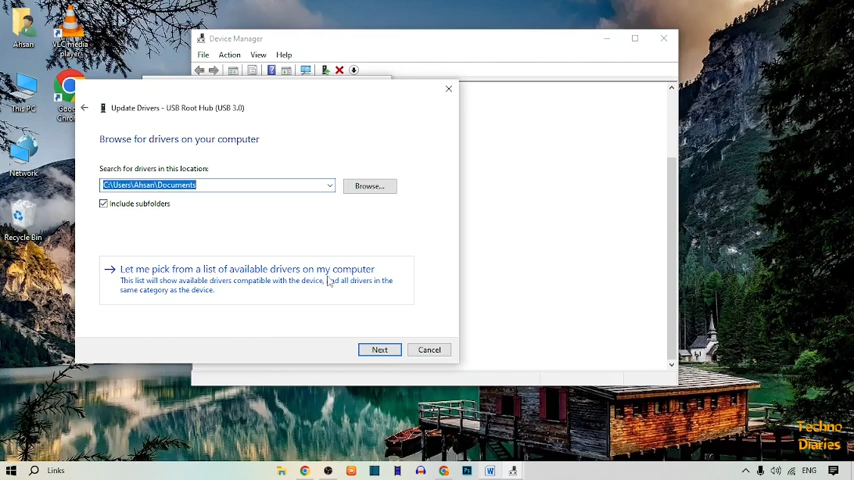 Ahsan
VLC media
player
This PC
Network
Recycle Bin
Device Manager
File Action View Help
Update Drivers - USB Root Hub (USB 3.0)
Browse for drivers on your computer
Search for drivers in this location:
C:\Users\Ahsan\Documents
Browse...
Include subfolders
Let me pick from a list of available drivers on my computer
This list will show available drivers compatible with the device, and all drivers in the
same category as the device.
Next
Cancel
Techno
Diaries
Links
ENG